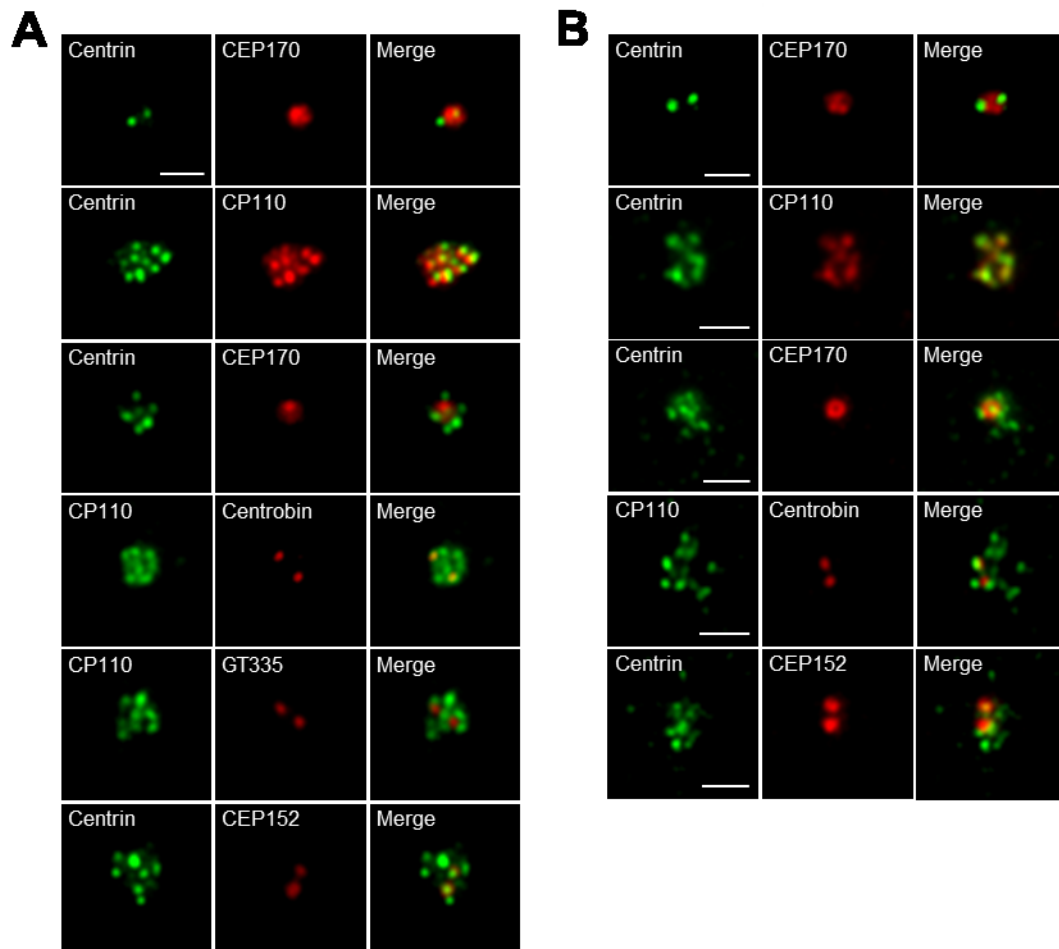 A
Centrin CEP170 Merge
Centrin CP110 Merge
Centrin CEP170 Merge
CP110 Centrobin Merge
CP110 GT335 Merge
Centrin CEP152 Merge
B
Centrin CEP170 Merge
Centrin CP110 Merge
Centrin CEP170 Merge
CP110 Centrobin Merge
Centrin CEP152 Merge